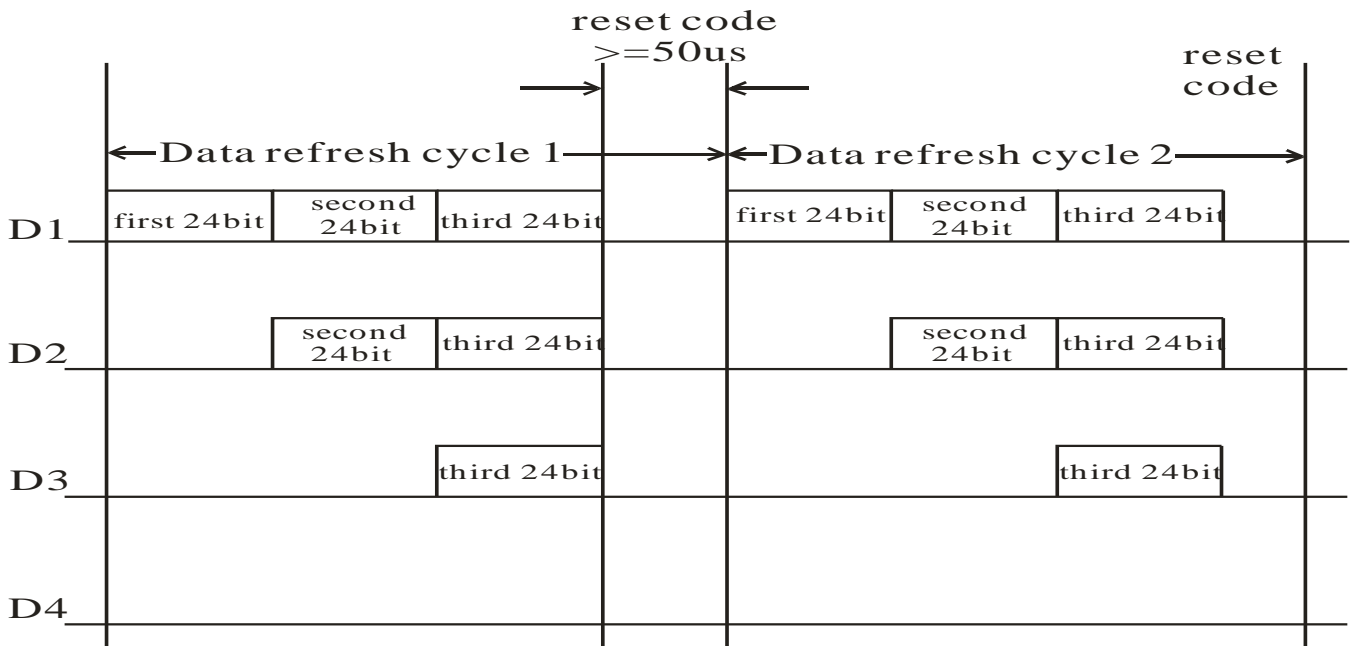 reset code
>=50us
reset
code
Data refresh cycle 1
Data refresh cycle 2
D1
first 24bit
second
24bit
third 24bit
first 24bit
second
24bit
third 24bit
D2
second
24bit
third 24bit
second
24bit
third 24bit
D3
third 24bit
third 24bit
D4